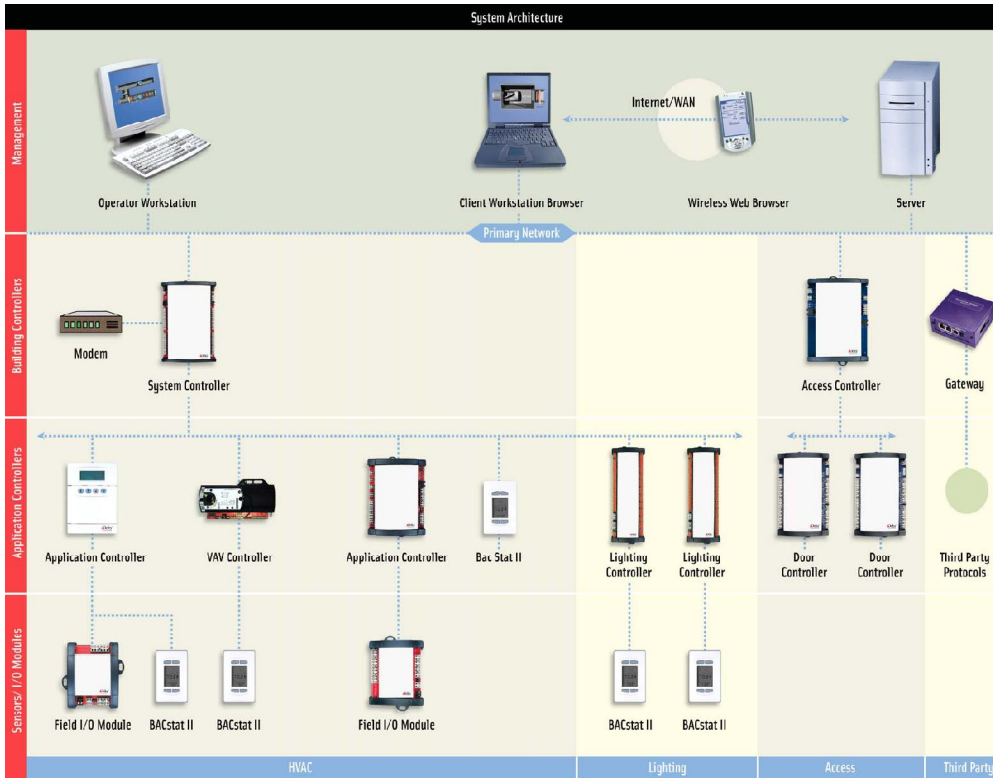 System Architecture
Management
Internet/WAN
Operator Workstation
Client Workstation Browser
Wireless Web Browser
Server
Primary Network
Building Controllers
Modem
System Controller
Access Controller
Gateway
Application Controllers
Application Controller
VAV Controller
Application Controller
Bac Stat II
Lighting
Controller
Lighting
Controller
Door
Controller
Door
Controller
Third Party
Protocols
Sensors/ I/O Modules
Field I/O Module
BACstat II
BACstat II
Field I/O Module
BACstat II
BACstat II
HVAC
Lighting
Access
Third Party